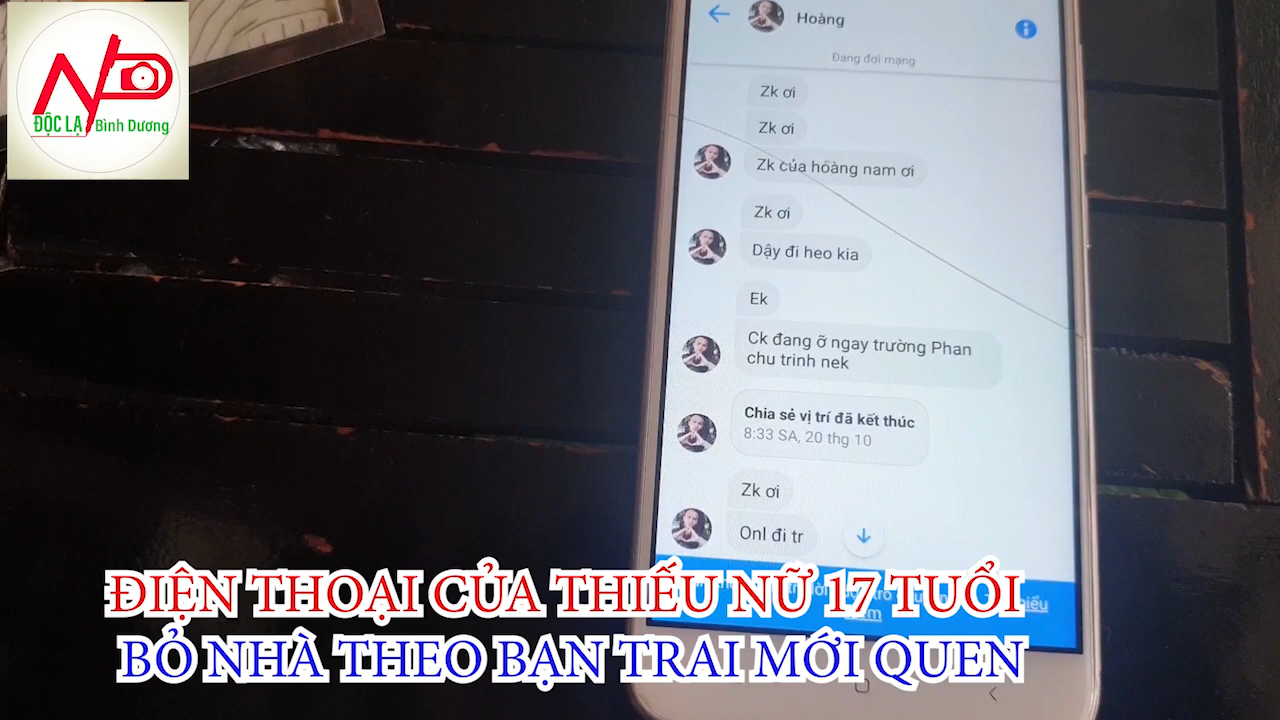 ND
ĐỘC LẠ Bình Dương
Hoàng
Đang đợi mạng
Zk ơi
Zk ơi
Zk của hoàng nam ơi
Zk ơi
Dậy đi heo kia
Ek
Ck đang ỡ ngay trường Phan
chu trinh nek
Chia sẻ vị trí đã kết thúc
8:33 SA, 20 thg 10
Zk ơi
Onl đi tr
ĐIỆN THOẠI CỦA THIẾU NỮ 17 TUỔI
BỎ NHÀ THEO BẠN TRAI MỚI QUEN